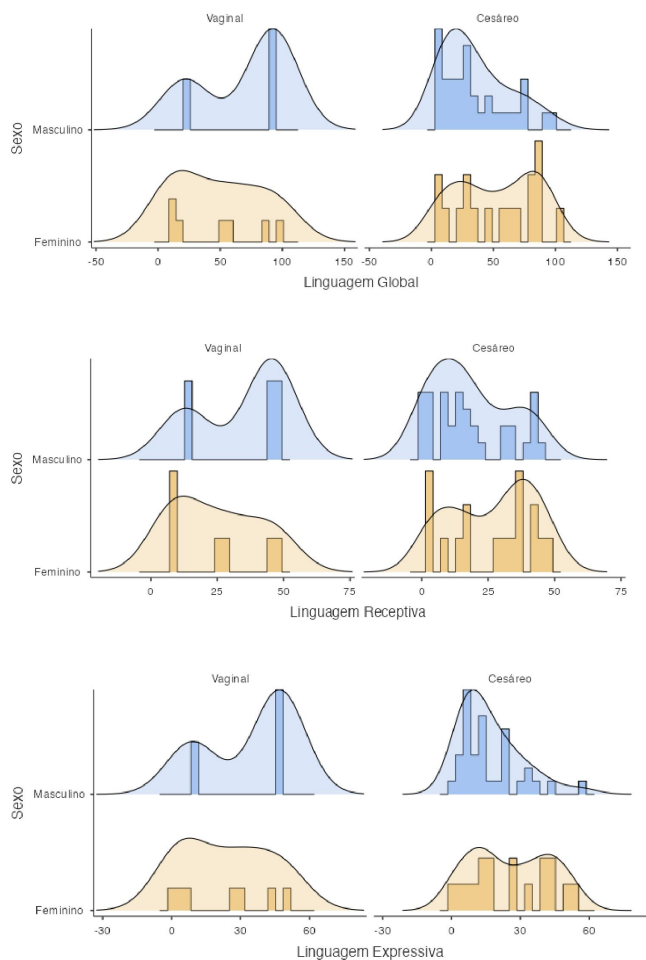 Vaginal Cesáreo
Sexo
Masculino
Feminino
-50 0 50 100 150 -50 0 50 100 150
Linguagem Global
Vaginal Cesáreo
Sexo
Masculino
Feminino
0 25 50 75 0 25 50 75
Linguagem Receptiva
Vaginal Cesáreo
Sexo
Masculino
Feminino
-30 0 30 60 -30 0 30 60
Linguagem Expressiva